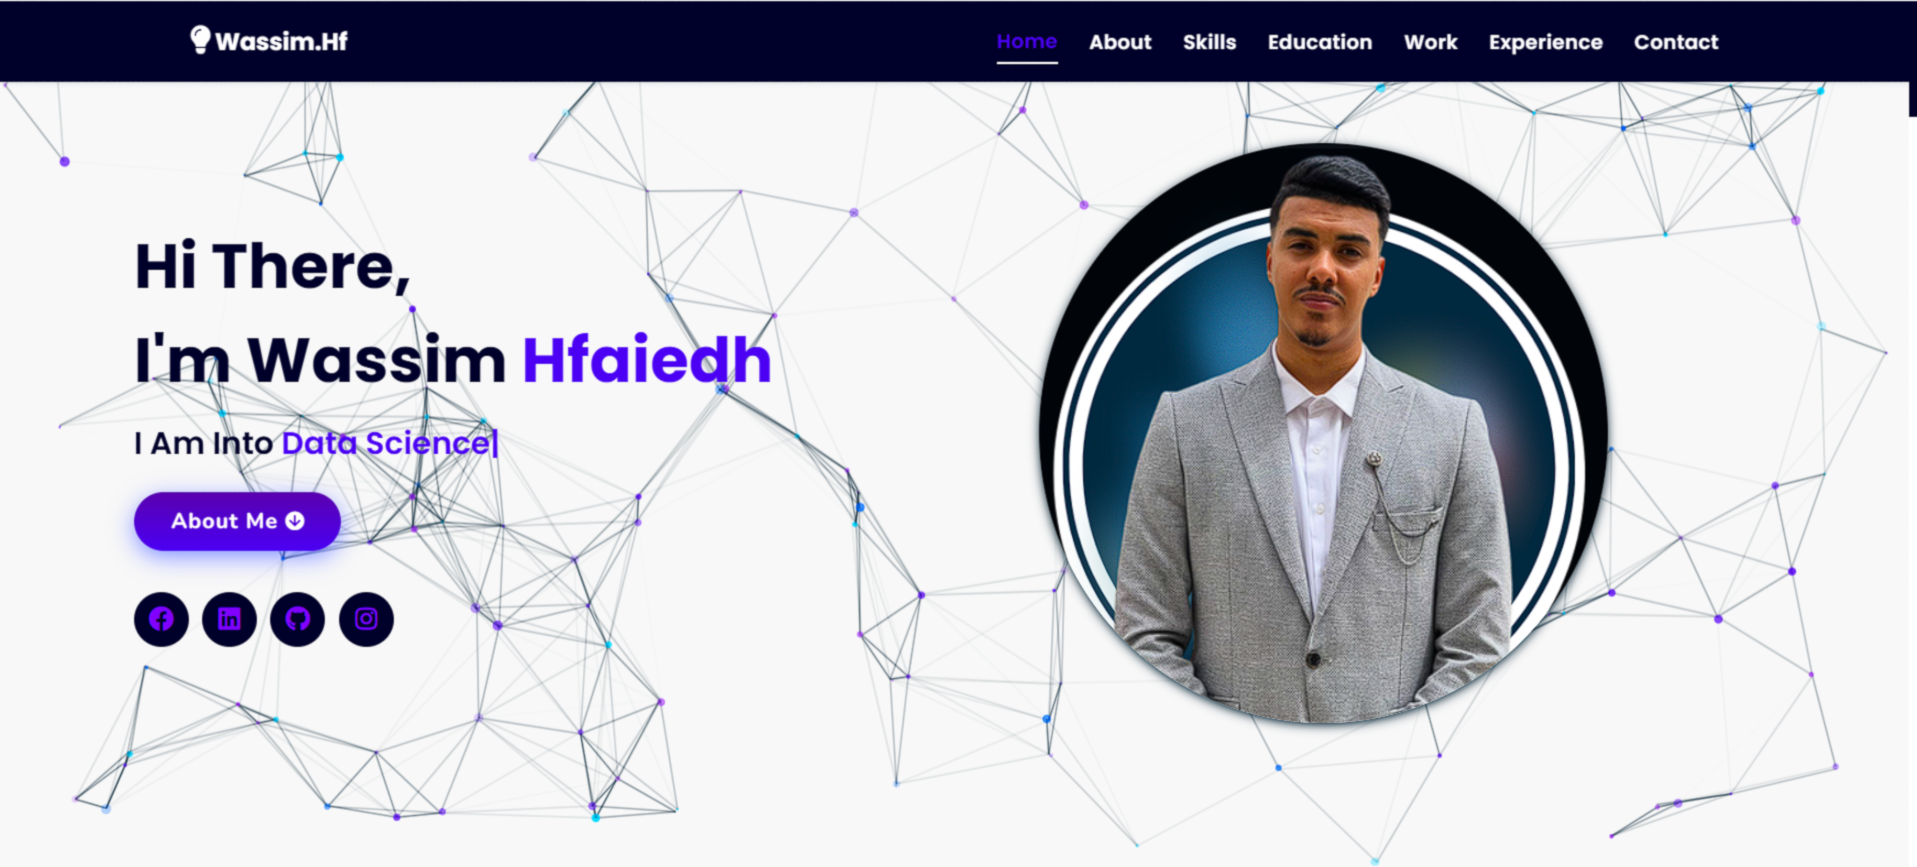 Wassim.Hf
Home About Skills Education Work Experience Contact
Hi There,
I'm Wassim Hfaiedh
I Am Into Data Science|
About Me